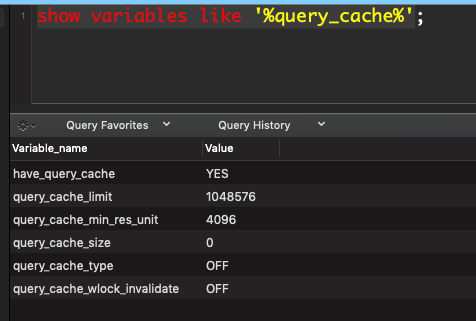 1 show variables like '%query_cache%';
Query Favorites Query History
Variable_name Value
have_query_cache YES
query_cache_limit 1048576
query_cache_min_res_unit 4096
query_cache_size 0
query_cache_type OFF
query_cache_wlock_invalidate OFF